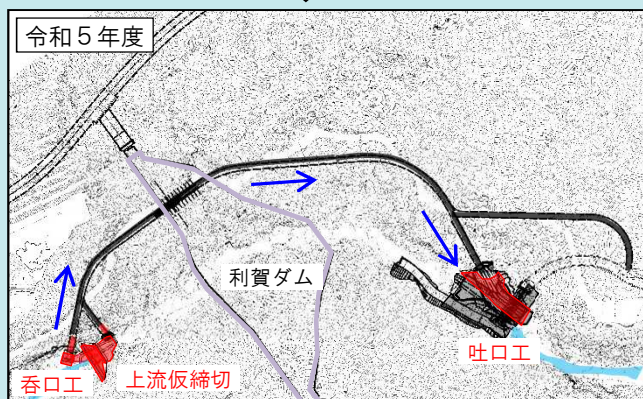 令和５年度
利賀ダム
吐口工
呑口工
上流仮締切